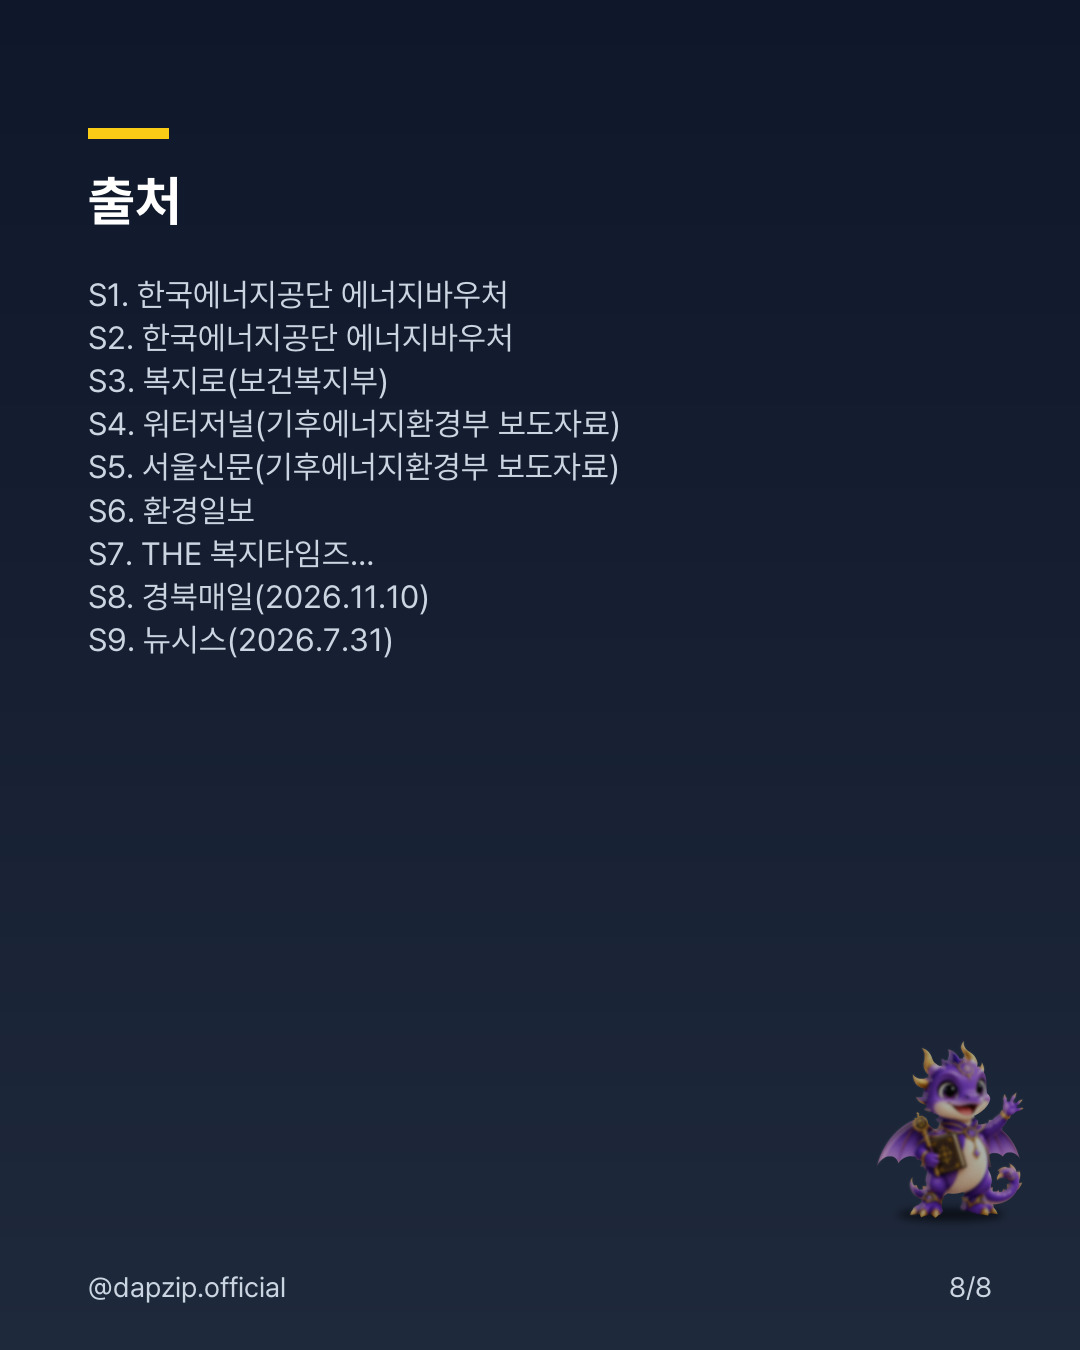 출처
S1. 한국에너지공단 에너지바우처
S2. 한국에너지공단 에너지바우처
S3. 복지로(보건복지부)
S4. 워터저널(기후에너지환경부 보도자료)
S5. 서울신문(기후에너지환경부 보도자료)
S6. 환경일보
S7. THE 복지타임즈...
S8. 경북매일(2026.11.10)
S9. 뉴시스(2026.7.31)
@dapzip.official
8/8